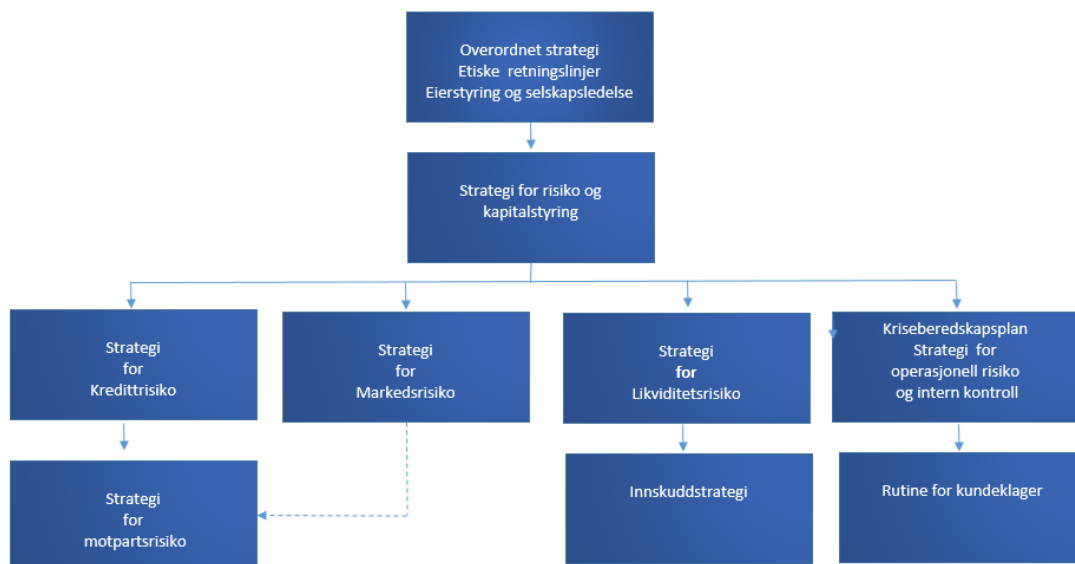 Overordnet strategi
Etiske retningslinjer
Eierstyring og selskapsledelse
Strategi for risiko og
kapitalstyring
Strategi
for
Kredittrisiko
Strategi
for
Markedsrisiko
Strategi
for
Likviditetsrisiko
Kriseberedskapsplan
Strategi for
operasjonell risiko
og intern kontroll
Strategi
for
motpartsrisiko
Innskuddstrategi
Rutine for kundeklager